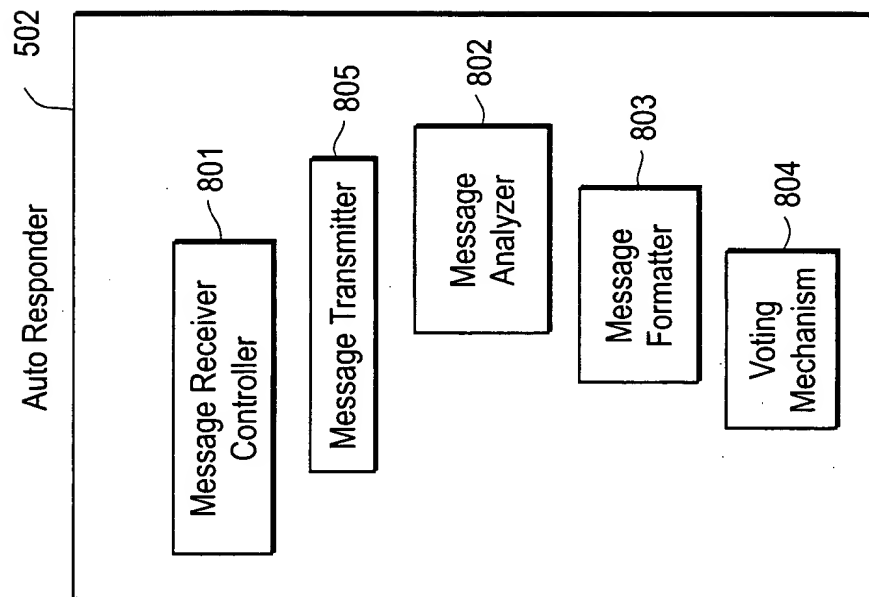 Auto Responder
502
Message Receiver
Controller
801
Message Transmitter
805
Message
Analyzer
802
Message
Formatter
803
Voting
Mechanism
804